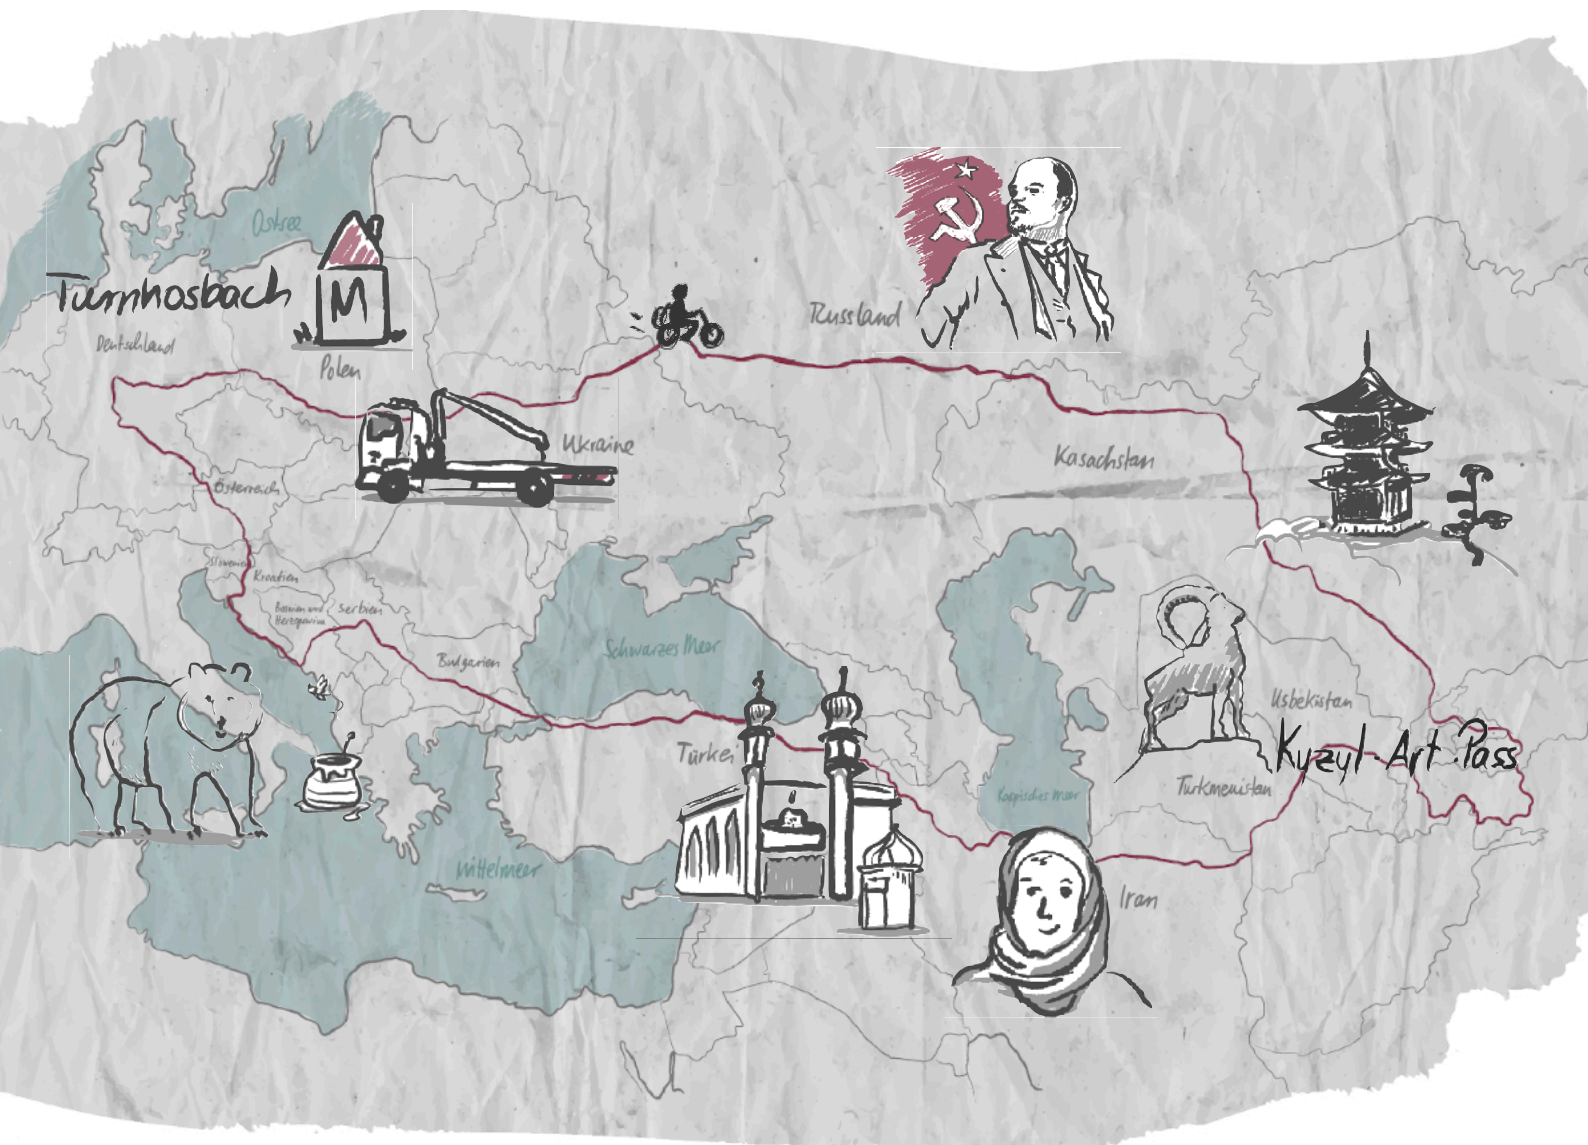 Ostsee
Turnhosbach
M
Deutschland
Polen
Russland
Ukraine
Kasachstan
Österreich
Slowenien
Kroatien
Bosnien und
Herzegowina
Serbien
Bulgarien
Schwarzes Meer
Usbekistan
Kyzyl-Art Pass
Türkei
Turkmenistan
Kaspisches Meer
Mittelmeer
Iran